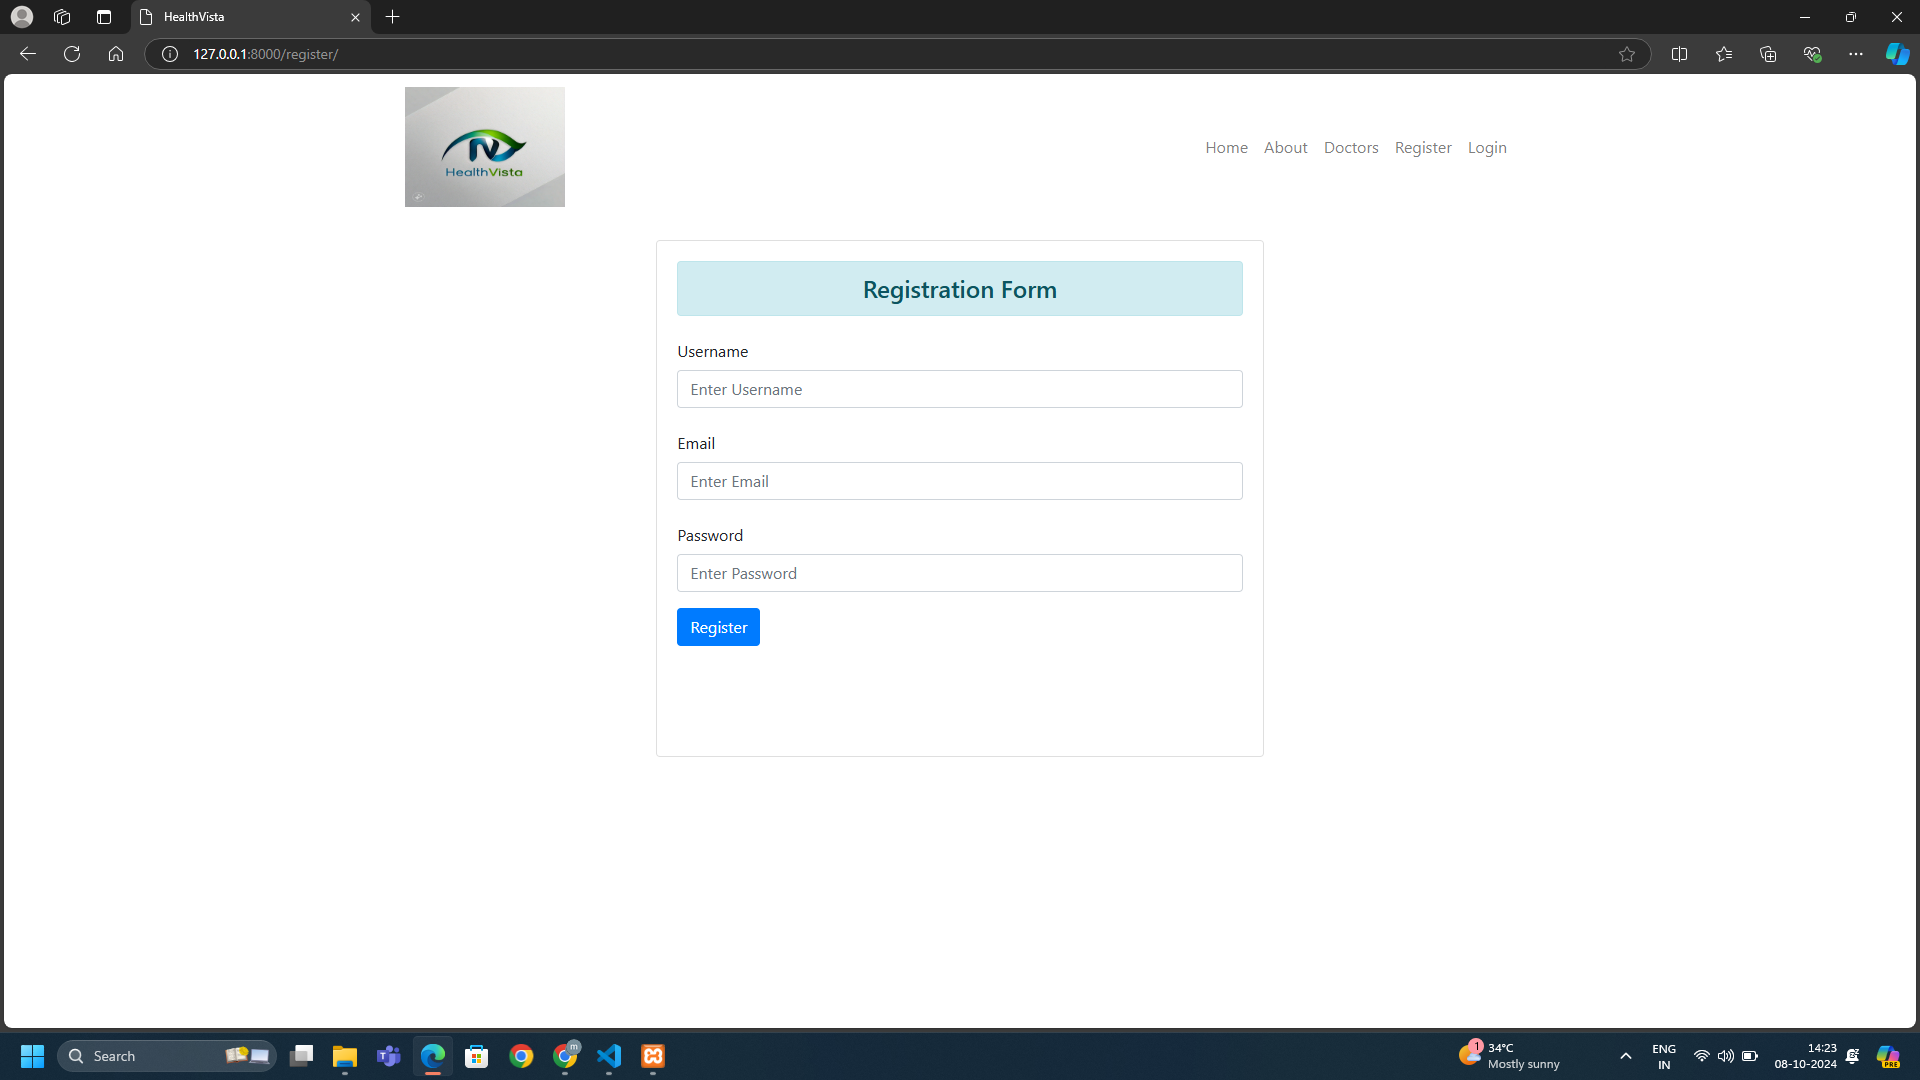 HealthVista
127.0.0.1:8000/register/
HealthVista
Home About Doctors Register Login
Registration Form
Username
Enter Username
Email
Enter Email
Password
Enter Password
Register
Search
m
1
34°C
Mostly sunny
ENG
IN
14:23
08-10-2024
PRE